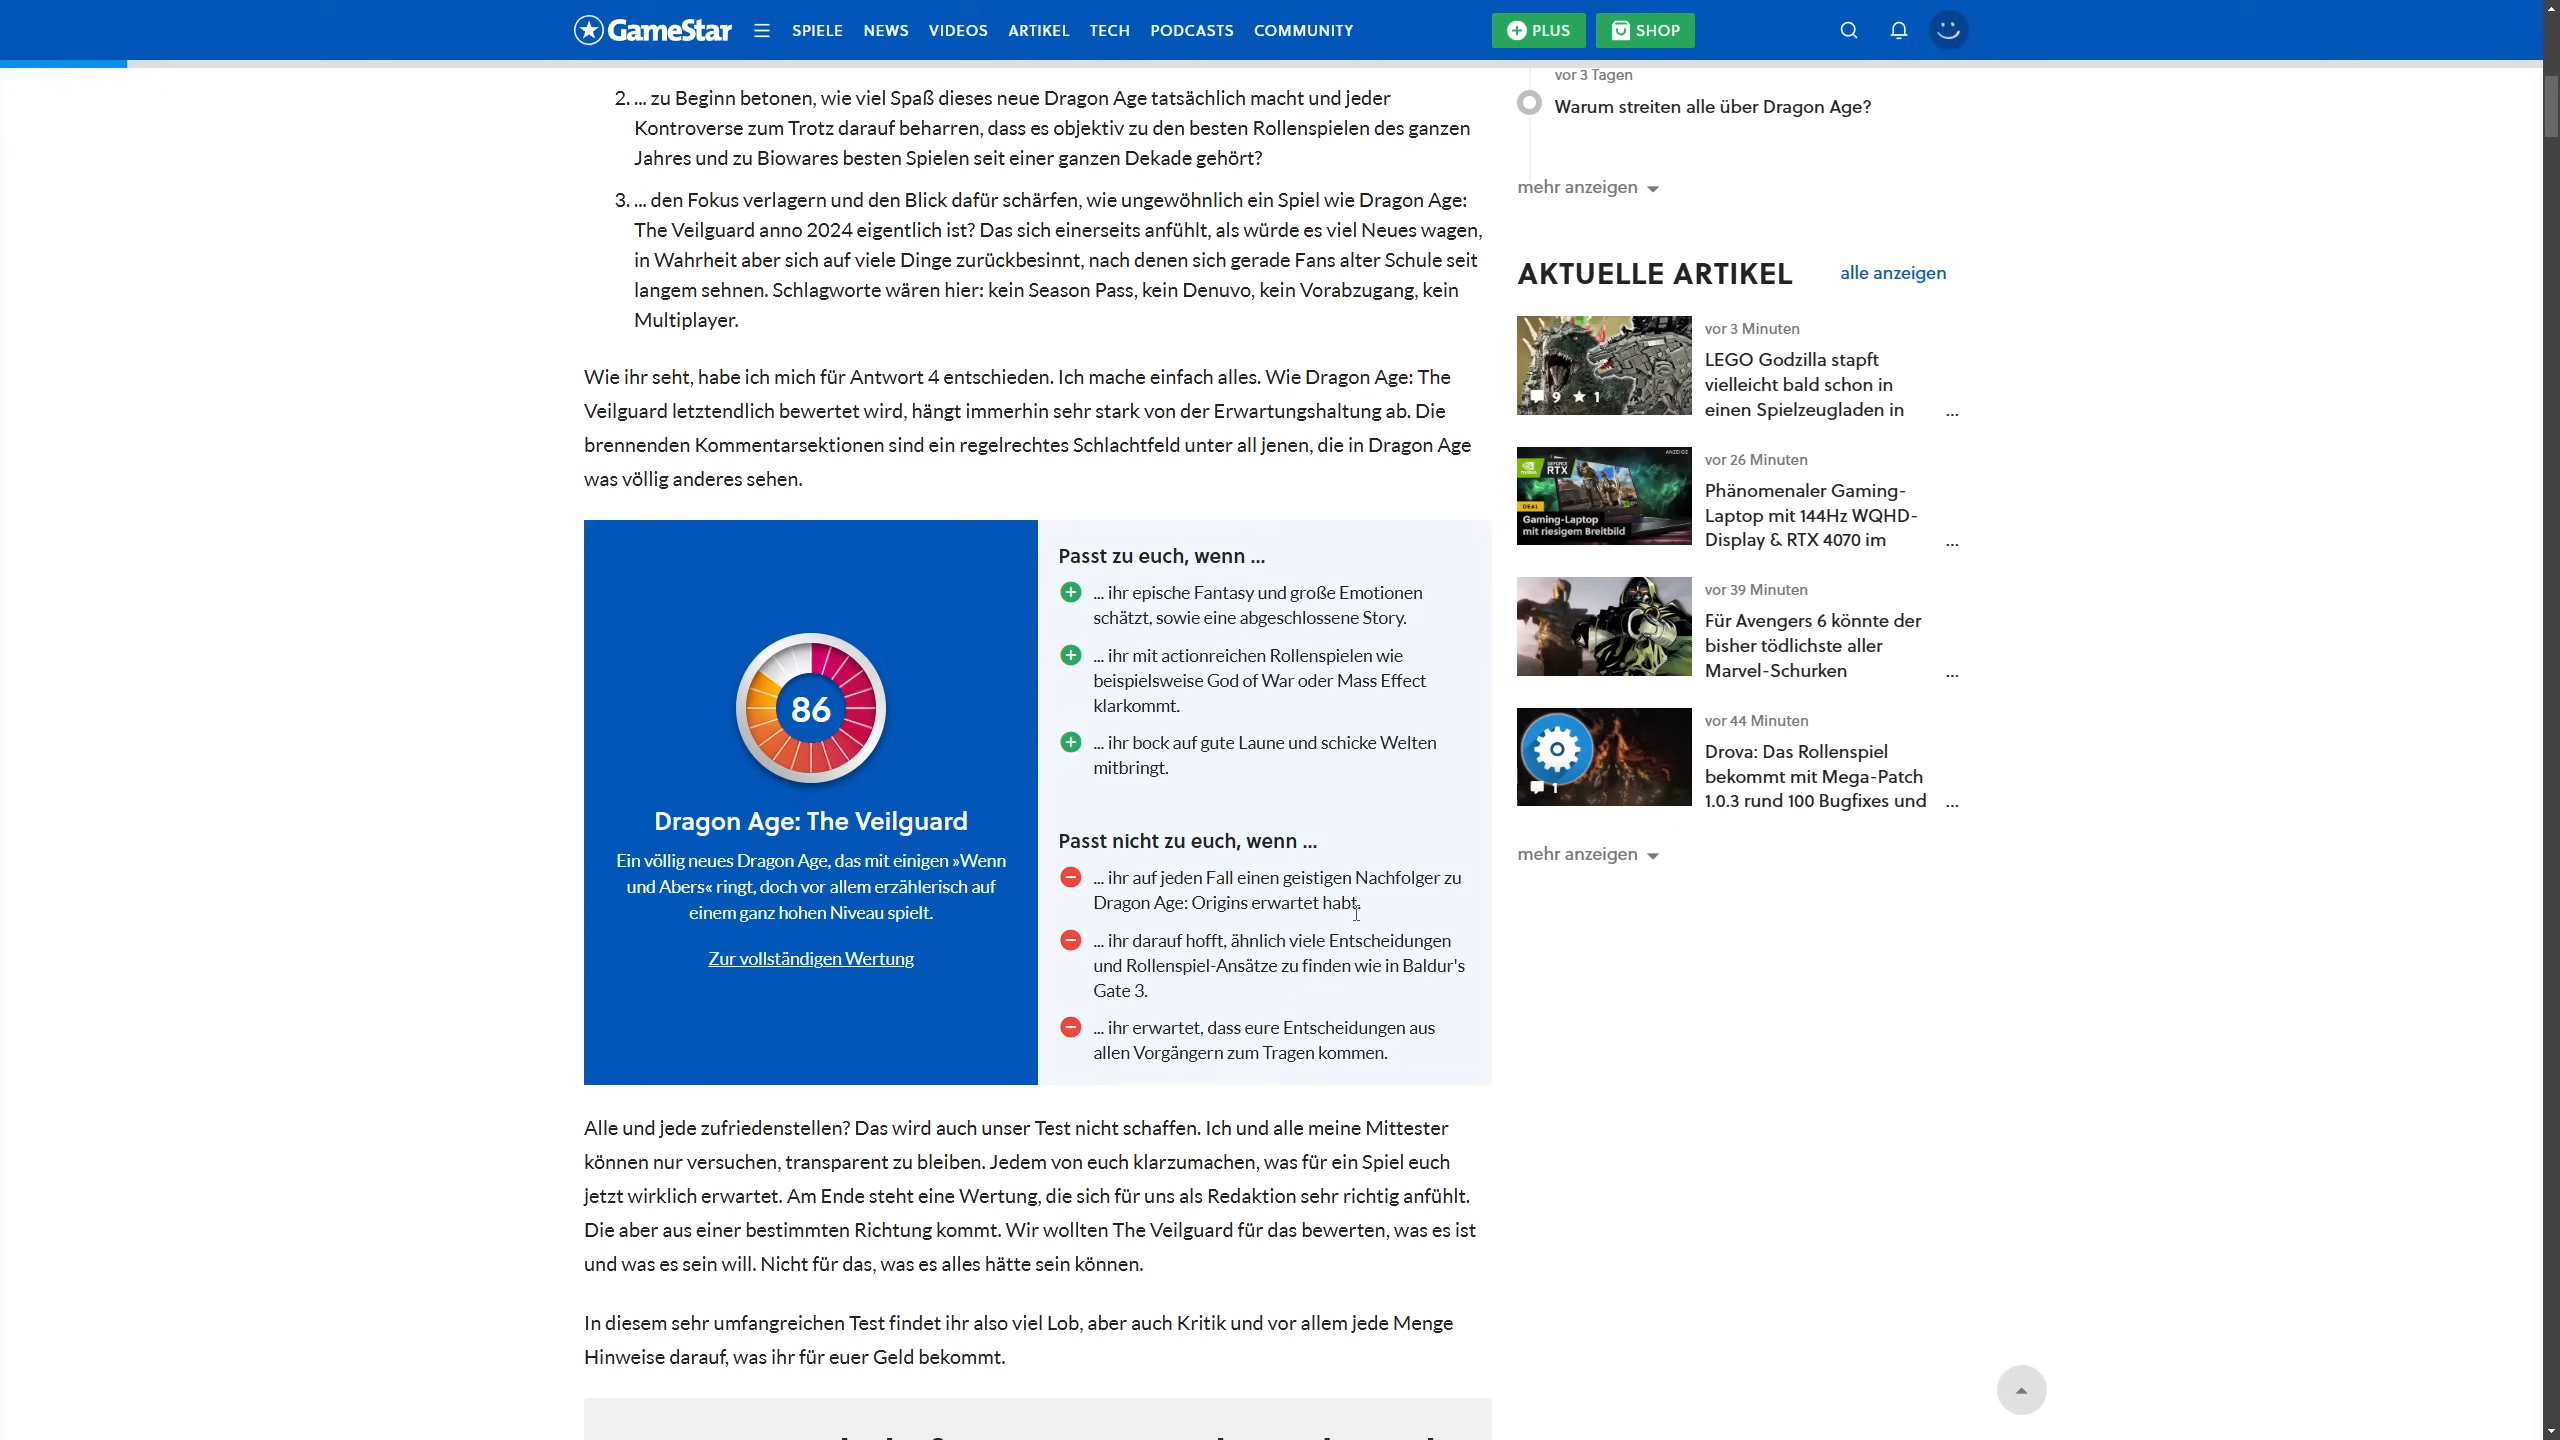 GameStar
SPIELE NEWS VIDEOS ARTIKEL TECH PODCASTS COMMUNITY
PLUS SHOP
2. ... zu Beginn betonen, wie viel Spaß dieses neue Dragon Age tatsächlich macht und jeder
Kontroverse zum Trotz darauf beharren, dass es objektiv zu den besten Rollenspielen des ganzen
Jahres und zu Biowares besten Spielen seit einer ganzen Dekade gehört?
3. ... den Fokus verlagern und den Blick dafür schärfen, wie ungewöhnlich ein Spiel wie Dragon Age:
The Veilguard anno 2024 eigentlich ist? Das sich einerseits anfühlt, als würde es viel Neues wagen,
in Wahrheit aber sich auf viele Dinge zurückbesinnt, nach denen sich gerade Fans alter Schule seit
langem sehnen. Schlagworte wären hier: kein Season Pass, kein Denuvo, kein Vorabzugang, kein
Multiplayer.
Wie ihr seht, habe ich mich für Antwort 4 entschieden. Ich mache einfach alles. Wie Dragon Age: The
Veilguard letztendlich bewertet wird, hängt immerhin sehr stark von der Erwartungshaltung ab. Die
brennenden Kommentarsektionen sind ein regelrechtes Schlachtfeld unter all jenen, die in Dragon Age
was völlig anderes sehen.
86
Dragon Age: The Veilguard
Ein völlig neues Dragon Age, das mit einigen »Wenn
und Abers« ringt, doch vor allem erzählerisch auf
einem ganz hohen Niveau spielt.
Zur vollständigen Wertung
Passt zu euch, wenn ...
... ihr epische Fantasy und große Emotionen
schätzt, sowie eine abgeschlossene Story.
... ihr mit actionreichen Rollenspielen wie
beispielsweise God of War oder Mass Effect
klarkommt.
... ihr bock auf gute Laune und schicke Welten
mitbringt.
Passt nicht zu euch, wenn ...
... ihr auf jeden Fall einen geistigen Nachfolger zu
Dragon Age: Origins erwartet habt.
... ihr darauf hofft, ähnlich viele Entscheidungen
und Rollenspiel-Ansätze zu finden wie in Baldur's
Gate 3.
... ihr erwartet, dass eure Entscheidungen aus
allen Vorgängern zum Tragen kommen.
Alle und jede zufriedenstellen? Das wird auch unser Test nicht schaffen. Ich und alle meine Mittester
können nur versuchen, transparent zu bleiben. Jedem von euch klarzumachen, was für ein Spiel euch
jetzt wirklich erwartet. Am Ende steht eine Wertung, die sich für uns als Redaktion sehr richtig anfühlt.
Die aber aus einer bestimmten Richtung kommt. Wir wollten The Veilguard für das bewerten, was es ist
und was es sein will. Nicht für das, was es alles hätte sein können.
In diesem sehr umfangreichen Test findet ihr also viel Lob, aber auch Kritik und vor allem jede Menge
Hinweise darauf, was ihr für euer Geld bekommt.
vor 3 Tagen
Warum streiten alle über Dragon Age?
mehr anzeigen
AKTUELLE ARTIKEL alle anzeigen
9 1
vor 3 Minuten
LEGO Godzilla stapft
vielleicht bald schon in
einen Spielzeugladen in ...
ANZEIGE
NVIDIA GEFORCE RTX
DEAL
Gaming-Laptop
mit riesigem Breitbild
vor 26 Minuten
Phänomenaler Gaming-
Laptop mit 144Hz WQHD-
Display & RTX 4070 im ...
vor 39 Minuten
Für Avengers 6 könnte der
bisher tödlichste aller
Marvel-Schurken ...
1
vor 44 Minuten
Drova: Das Rollenspiel
bekommt mit Mega-Patch
1.0.3 rund 100 Bugfixes und ...
mehr anzeigen